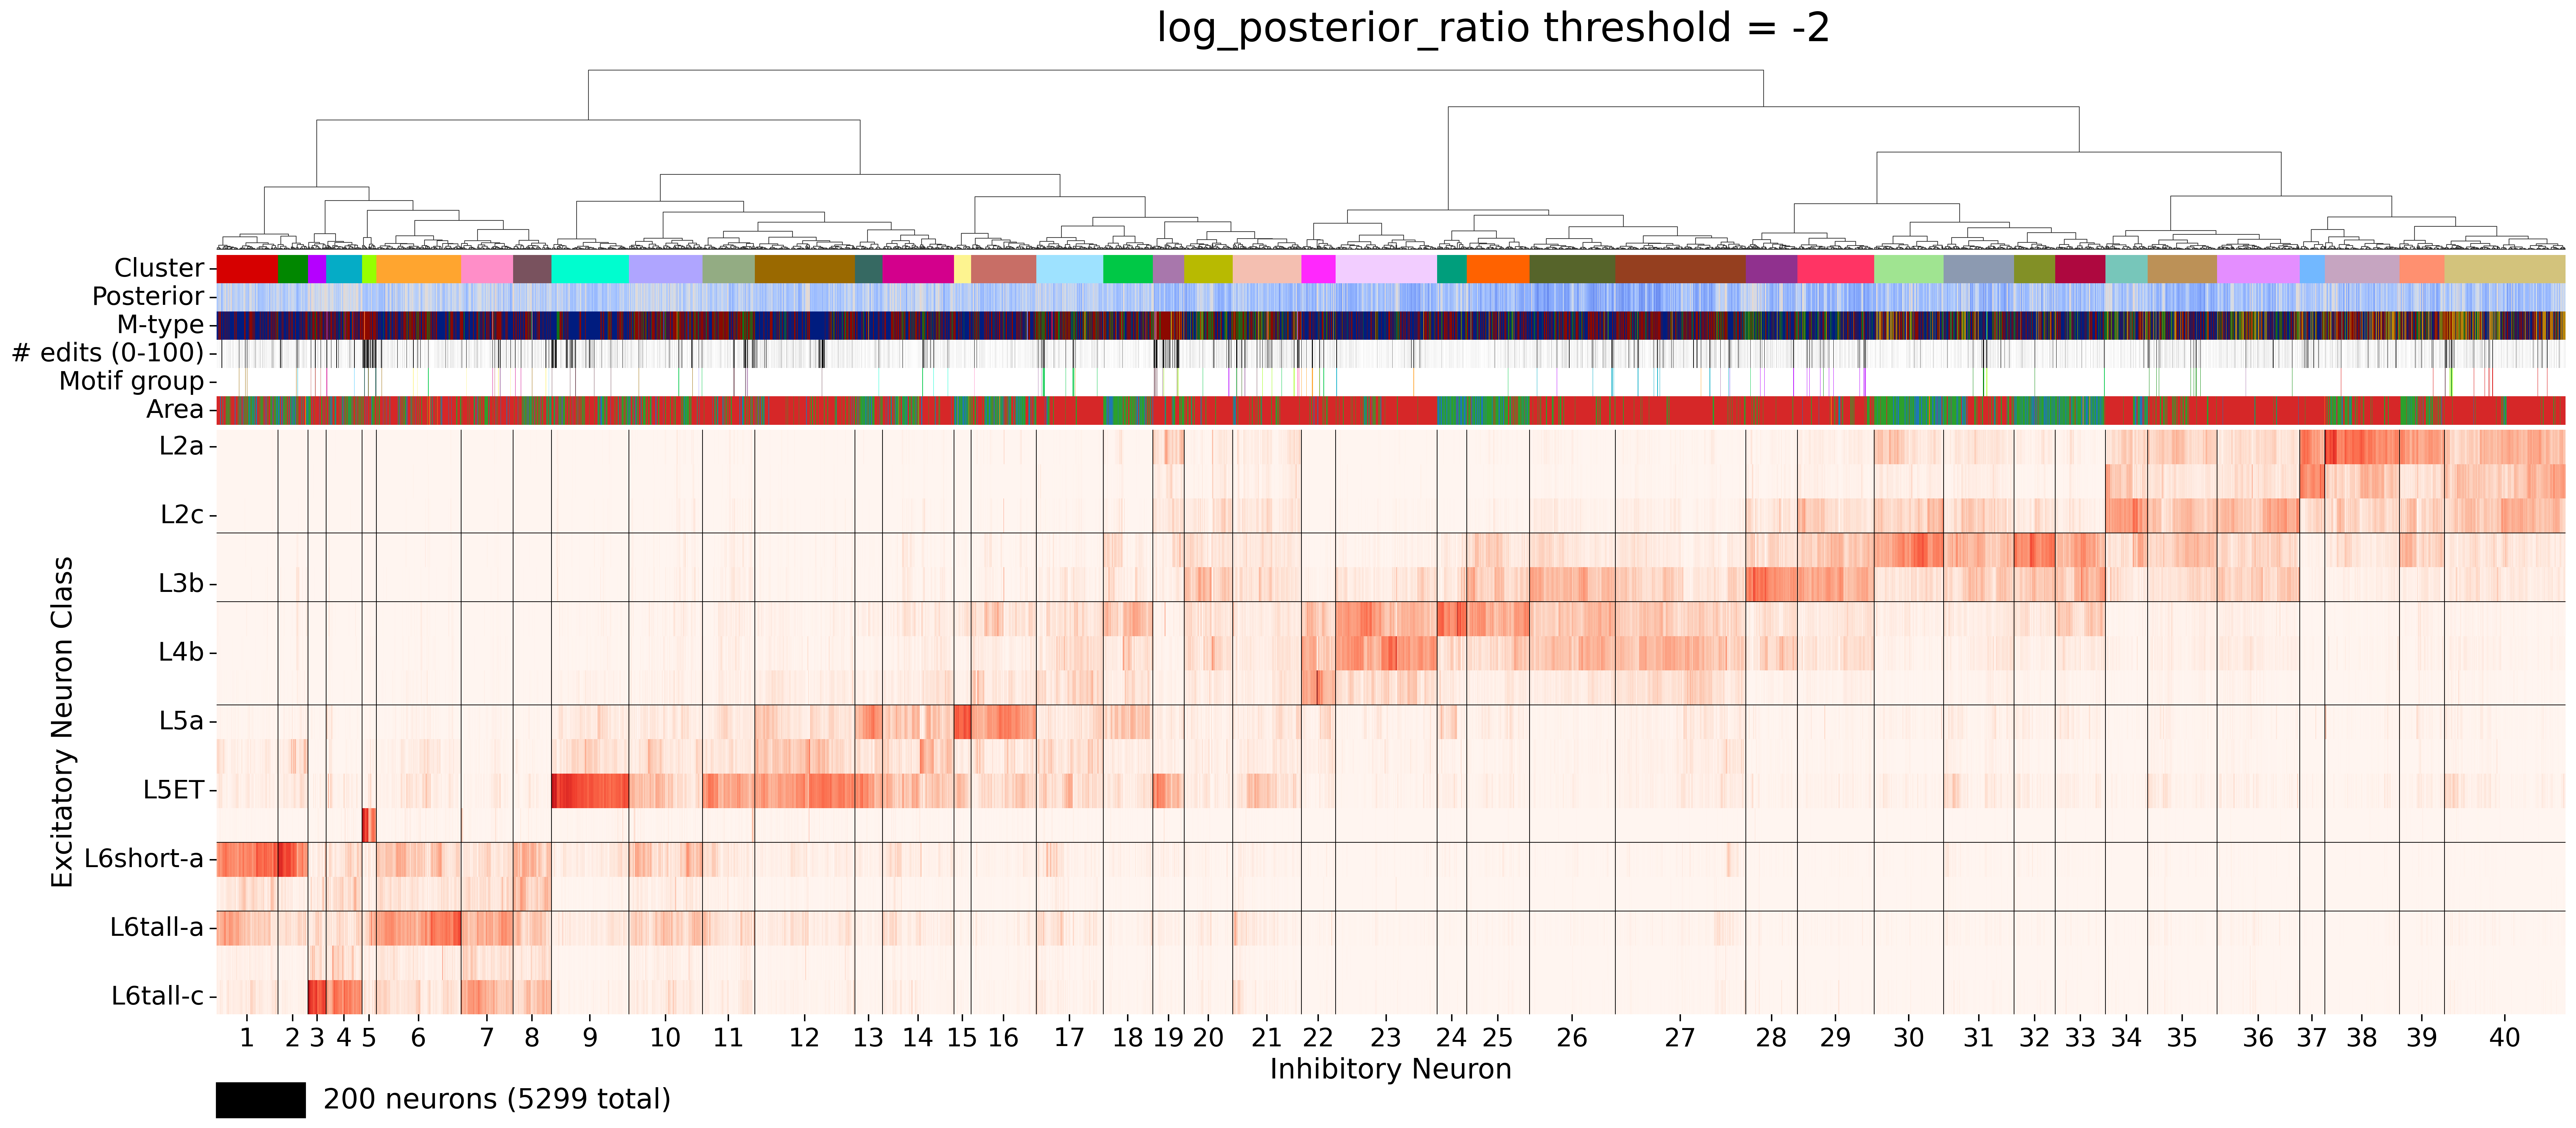 log_posterior_ratio threshold = -2
Cluster
Posterior
M-type
# edits (0-100)
Motif group
Area
L2a
L2c
L3b
L4b
L5a
L5ET
L6short-a
L6tall-a
L6tall-c
Excitatory Neuron Class
1 2 3 4 5 6 7 8 9 10 11 12 13 14 15 16 17 18 19 20 21 22 23 24 25 26 27 28 29 30 31 32 33 34 35 36 37 38 39 40
Inhibitory Neuron
200 neurons (5299 total)